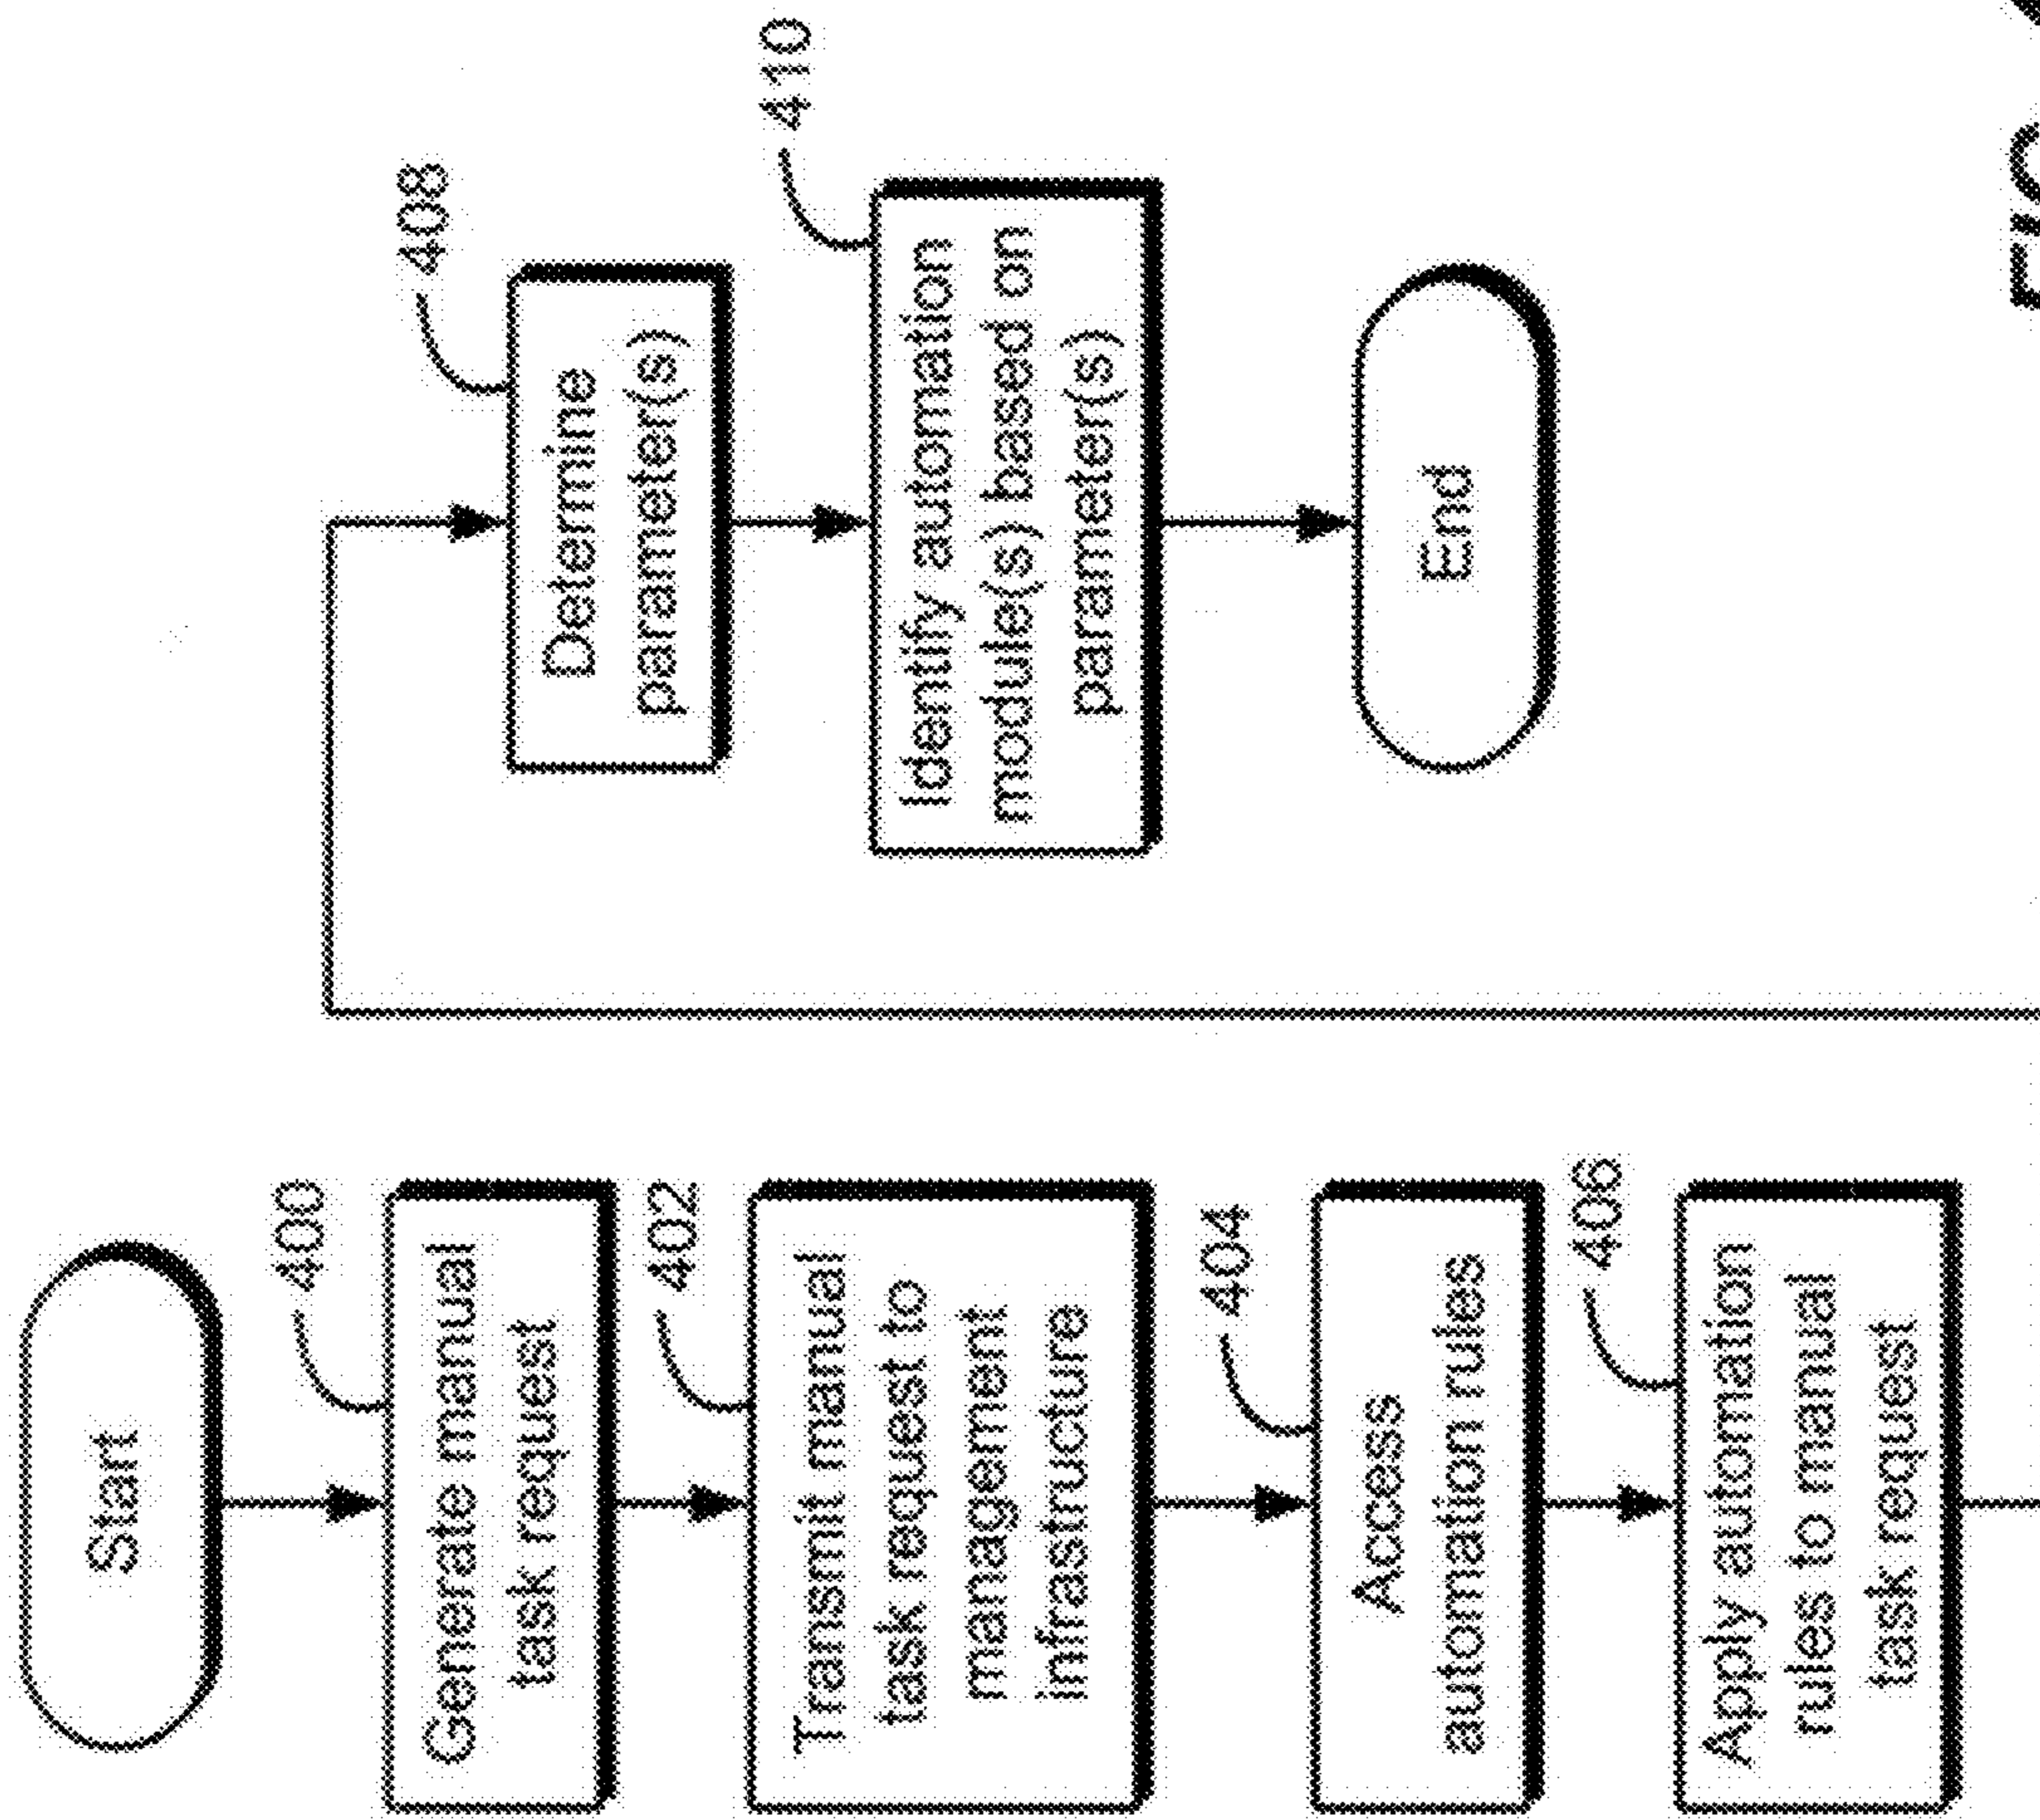 Start
400
Generate manual
task request
402
Transmit manual
task request to
management
infrastructure
404
Access
automation rules
406
Apply automation
rules to manual
task request
408
Determine
parameter(s)
410
Identify automation
module(s) based on
parameter(s)
End